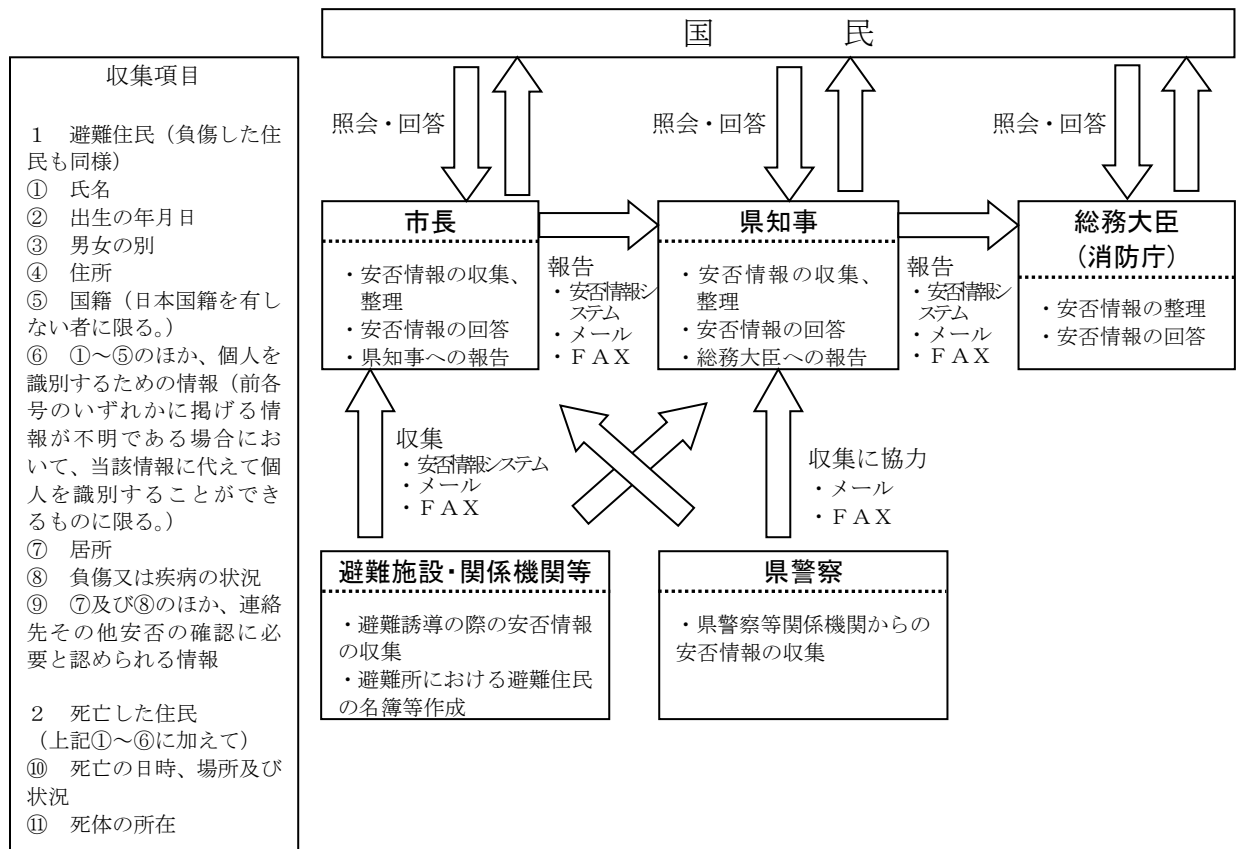 国　民
収集項目
１　避難住民（負傷した住
民も同様）
①　氏名
②　出生の年月日
③　男女の別
④　住所
⑤　国籍（日本国籍を有し
ない者に限る。）
⑥　①～⑤のほか、個人を
識別するための情報（前各
号のいずれかに掲げる情
報が不明である場合にお
いて、当該情報に代えて個
人を識別することができ
るものに限る。）
⑦　居所
⑧　負傷又は疾病の状況
⑨　⑦及び⑧のほか、連絡
先その他安否の確認に必
要と認められる情報
２　死亡した住民
（上記①～⑥に加えて）
⑩　死亡の日時、場所及び
状況
⑪　死体の所在
照会・回答
照会・回答
照会・回答
市長
・安否情報の収集、
整理
・安否情報の回答
・県知事への報告
報告
・安否情報シ
ステム
・メール
・ＦＡＸ
県知事
・安否情報の収集、
整理
・安否情報の回答
・総務大臣への報告
報告
・安否情報シ
ステム
・メール
・ＦＡＸ
総務大臣
（消防庁）
・安否情報の整理
・安否情報の回答
収集
・安否情報システム
・メール
・ＦＡＸ
収集に協力
・メール
・ＦＡＸ
避難施設・関係機関等
・避難誘導の際の安否情報
の収集
・避難所における避難住民
の名簿等作成
県警察
・県警察等関係機関からの
安否情報の収集